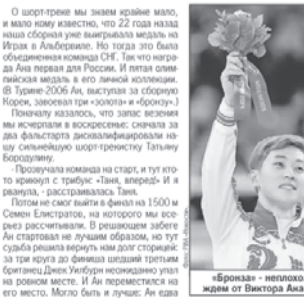 О шорт-треке мы знаем крайне мало,
и мало кому известно, что 22 года назад
наша сборная уже выигрывала медаль на
Играх в Альбервиле. Но тогда это была
объединенная команда СНГ. Так что награ-
да Ана первая для России. И пятая олим-
пийская медаль в его личной коллекции.
(В Турине-2006 Ан, выступая за сборную
Кореи, завоевал три «золота» и «бронзу».)
Поначалу казалось, что запас везения
мы исчерпали в воскресенье: сначала за
два фальстарта дисквалифицировали на-
шу сильнейшую шорт-трекистку Татьяну
Бородулину.
- Прозвучала команда на старт, и тут кто-
то крикнул с трибун: «Таня, вперед!» И я
рванула, - расстраивалась Таня.
Потом не смог выйти в финал на 1500 м
Семен Елистратов, на которого мы все-
рьез рассчитывали. В решающем забеге
Ан стартовал не лучшим образом, но тут
судьба решила вернуть нам долг сторицей:
за три круга до финиша шедший третьим
британец Джек Уилбурн неожиданно упал
на ровном месте. И Ан переместился на
его место. Могло быть и лучше: Ан едва
«Бронза» - неплохо
ждем от Виктора Ана